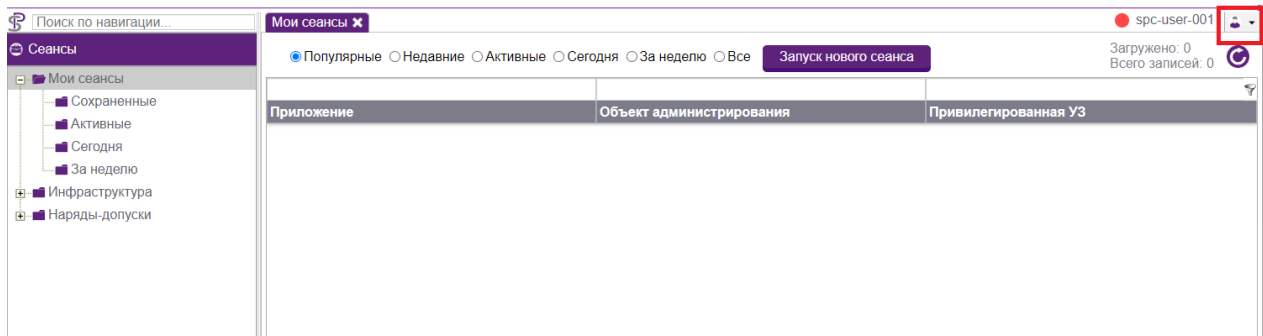 Поиск по навигации...
Мои сеансы
spc-user-001
Сеансы
Популярные Недавние Активные Сегодня За неделю Все
Запуск нового сеанса
Загружено: 0
Всего записей: 0
Мои сеансы
Сохраненные
Активные
Сегодня
За неделю
Инфраструктура
Наряды-допуски
Приложение Объект администрирования Привилегированная УЗ